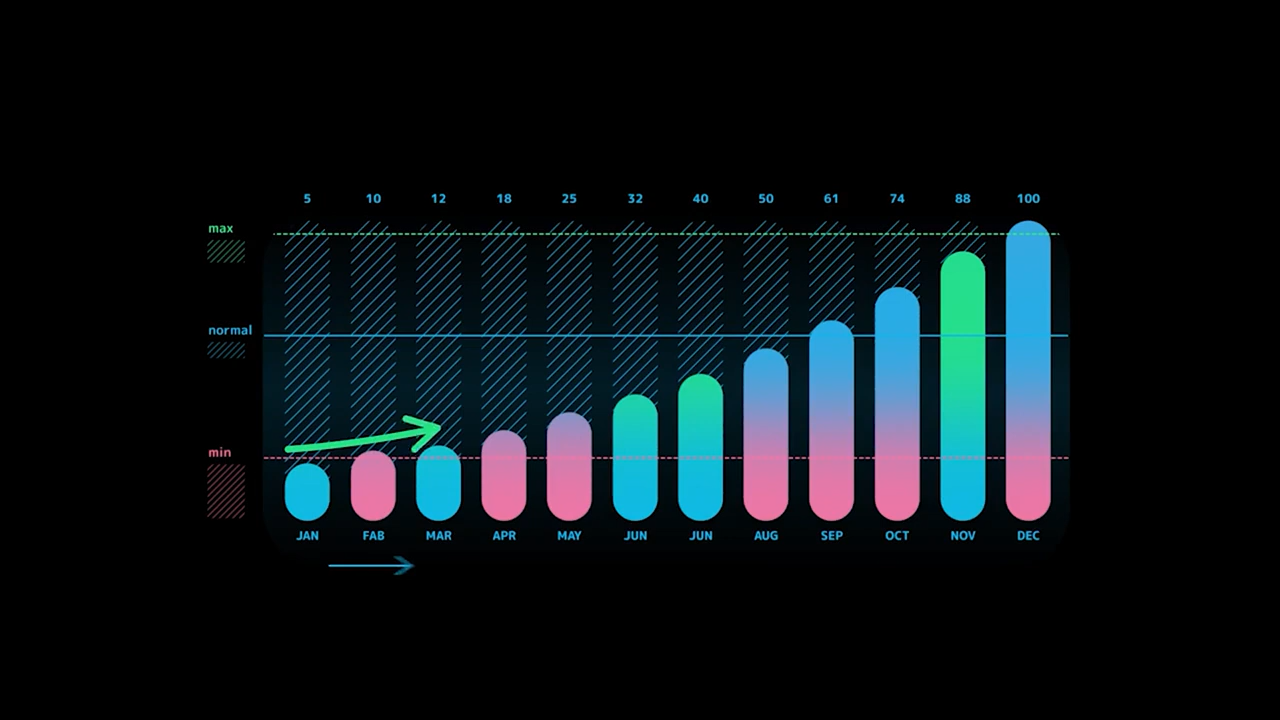 5 10 12 18 25 32 40 50 61 74 88 100
max
normal
min
JAN FAB MAR APR MAY JUN JUN AUG SEP OCT NOV DEC